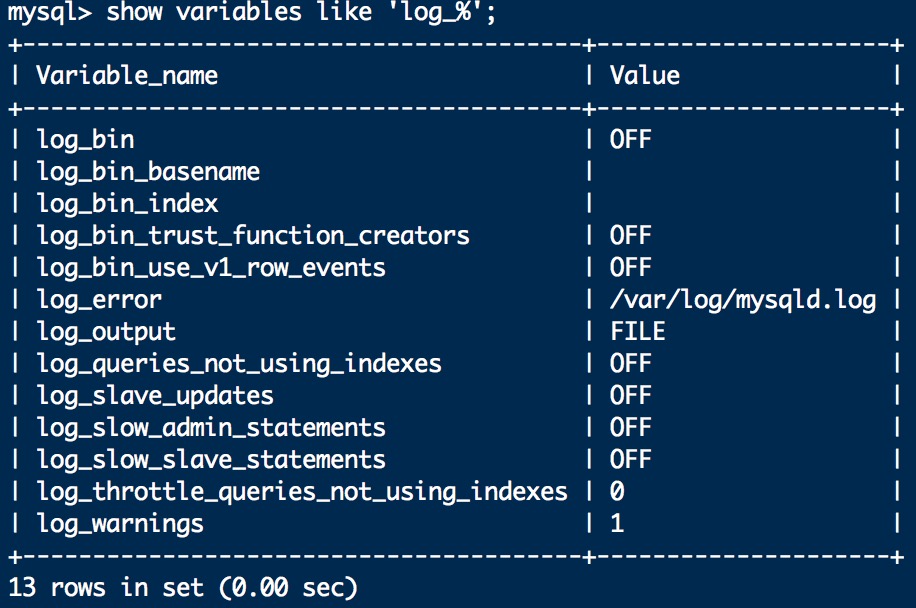 mysql> show variables like 'log_%';
+----------------------------------------+---------------------+
| Variable_name                          | Value               |
+----------------------------------------+---------------------+
| log_bin                                | OFF                 |
| log_bin_basename                       |                     |
| log_bin_index                          |                     |
| log_bin_trust_function_creators        | OFF                 |
| log_bin_use_v1_row_events              | OFF                 |
| log_error                              | /var/log/mysqld.log |
| log_output                             | FILE                |
| log_queries_not_using_indexes          | OFF                 |
| log_slave_updates                      | OFF                 |
| log_slow_admin_statements              | OFF                 |
| log_slow_slave_statements              | OFF                 |
| log_throttle_queries_not_using_indexes | 0                   |
| log_warnings                           | 1                   |
+----------------------------------------+---------------------+
13 rows in set (0.00 sec)